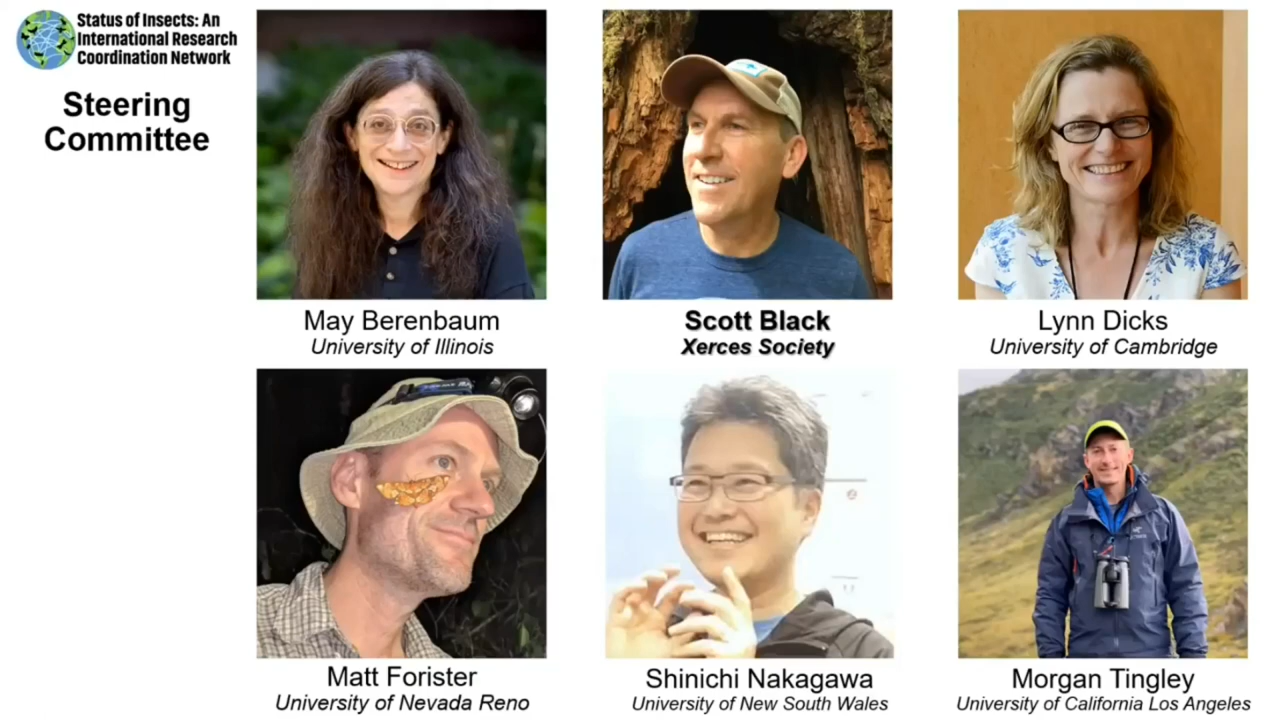 Status of Insects: An
International Research
Coordination Network
Steering
Committee
May Berenbaum
University of Illinois
Scott Black
Xerces Society
Lynn Dicks
University of Cambridge
Matt Forister
University of Nevada Reno
Shinichi Nakagawa
University of New South Wales
Morgan Tingley
University of California Los Angeles